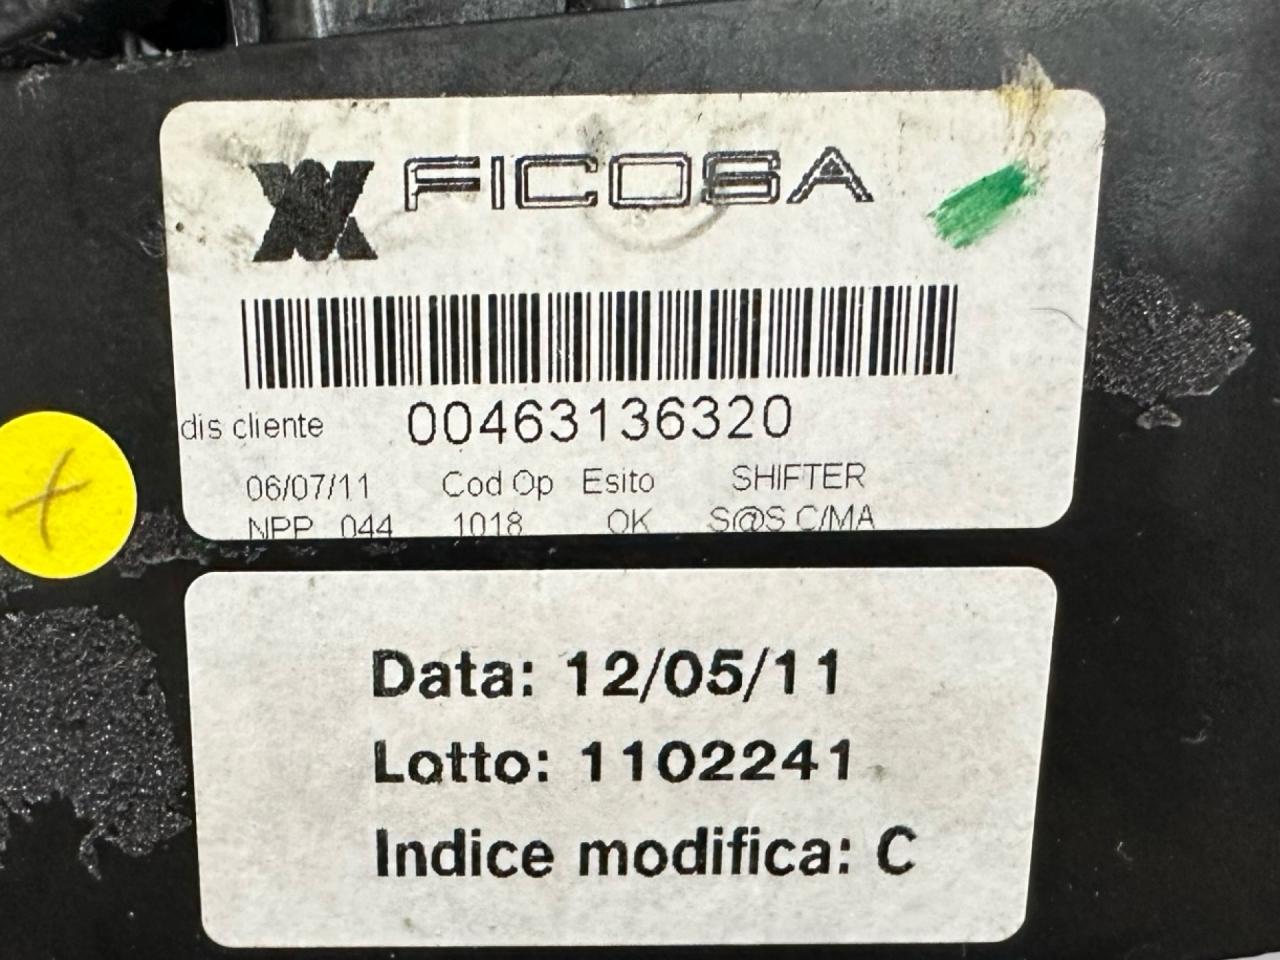 FICOSA
dis cliente 00463136320
06/07/11 Cod Op Esito SHIFTER
NPP 044 1018 OK S@S C/MA
Data: 12/05/11
Lotto: 1102241
Indice modifica: C